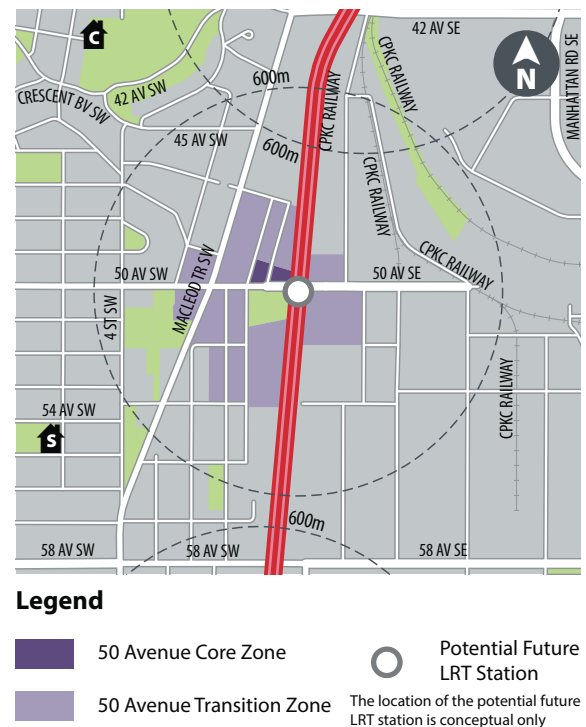 C
42 AV SE
N
MANHATTAN RD SE
CPKC RAILWAY
600m
42 AV SW
CRESCENT BV SW
45 AV SW
600m
CPKC RAILWAY
CPKC RAILWAY
CPKC RAILWAY
50 AV SW
MACLEOD TR SW
50 AV SE
4 ST SW
CPKC RAILWAY
54 AV SW
S
600m
58 AV SW
58 AV SW
58 AV SE
Legend
50 Avenue Core Zone
Potential Future
LRT Station
50 Avenue Transition Zone
The location of the potential future
LRT station is conceptual only